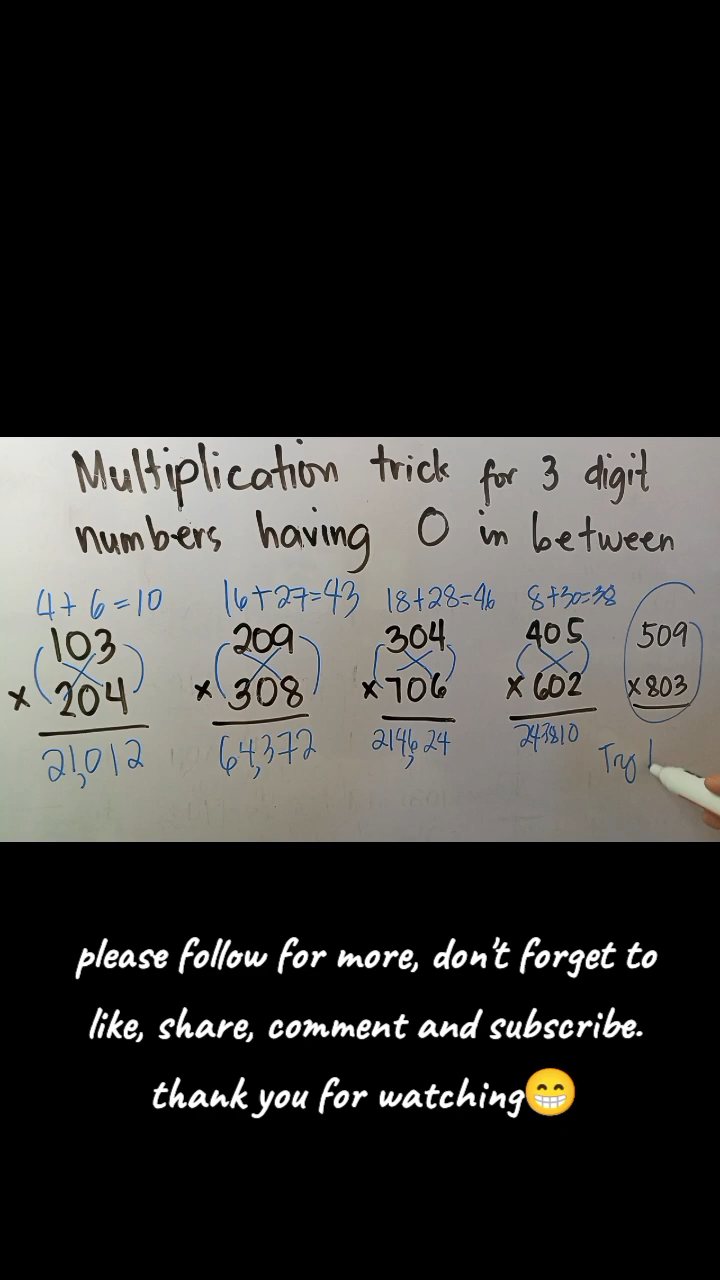 Multiplication trick for 3 digit
numbers having 0 in between
4+6=10
103
x 204
21,012
16+27=43
209
x 308
64,372
18+28=46
304
x 706
214,624
8+30=38
405
x 602
243810
509
x 803
Try
please follow for more, don't forget to
like, share, comment and subscribe.
thank you for watching😁